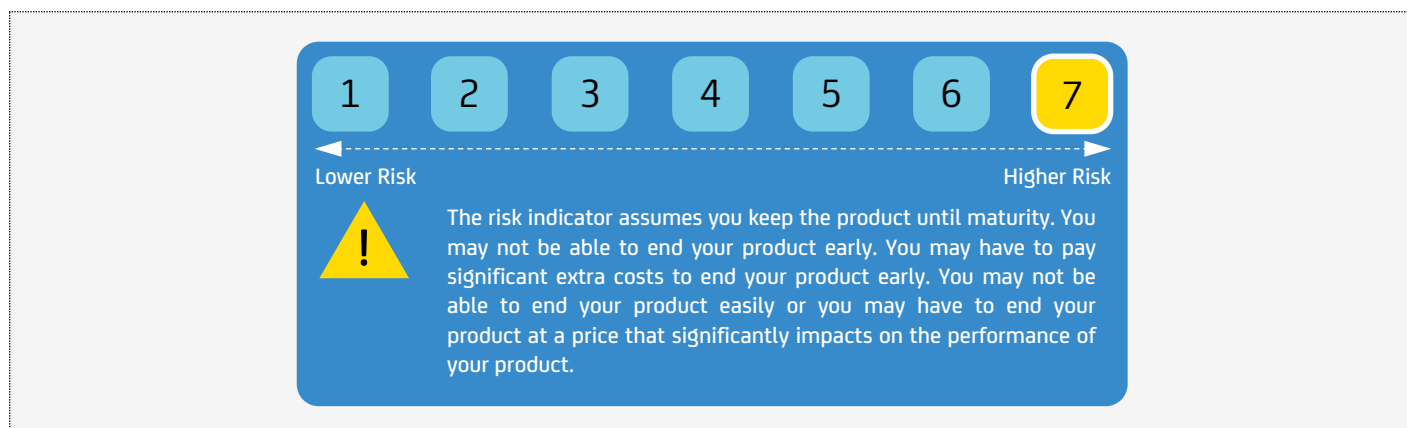 1 2 3 4 5 6 7
Lower Risk Higher Risk
!
The risk indicator assumes you keep the product until maturity. You
may not be able to end your product early. You may have to pay
significant extra costs to end your product early. You may not be
able to end your product easily or you may have to end your
product at a price that significantly impacts on the performance of
your product.